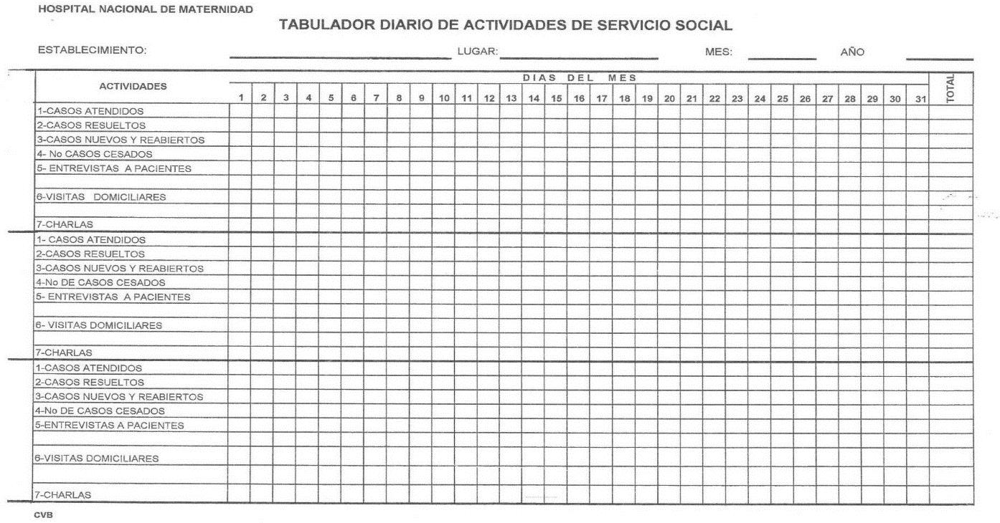 HOSPITAL NACIONAL DE MATERNIDAD
TABULADOR DIARIO DE ACTIVIDADES DE SERVICIO SOCIAL
ESTABLECIMIENTO: LUGAR: MES: AÑO
ACTIVIDADES DIAS DEL MES TOTAL
1 2 3 4 5 6 7 8 9 10 11 12 13 14 15 16 17 18 19 20 21 22 23 24 25 26 27 28 29 30 31
1-CASOS ATENDIDOS
2-CASOS RESUELTOS
3-CASOS NUEVOS Y REABIERTOS
4- No CASOS CESADOS
5- ENTREVISTAS A PACIENTES
6-VISITAS DOMICILIARES
7-CHARLAS
1- CASOS ATENDIDOS
2-CASOS RESUELTOS
3-CASOS NUEVOS Y REABIERTOS
4-No DE CASOS CESADOS
5- ENTREVISTAS A PACIENTES
6- VISITAS DOMICILIARES
7-CHARLAS
1-CASOS ATENDIDOS
2-CASOS RESUELTOS
3-CASOS NUEVOS Y REABIERTOS
4-No DE CASOS CESADOS
5-ENTREVISTAS A PACIENTES
6-VISITAS DOMICILIARES
7-CHARLAS
CVB